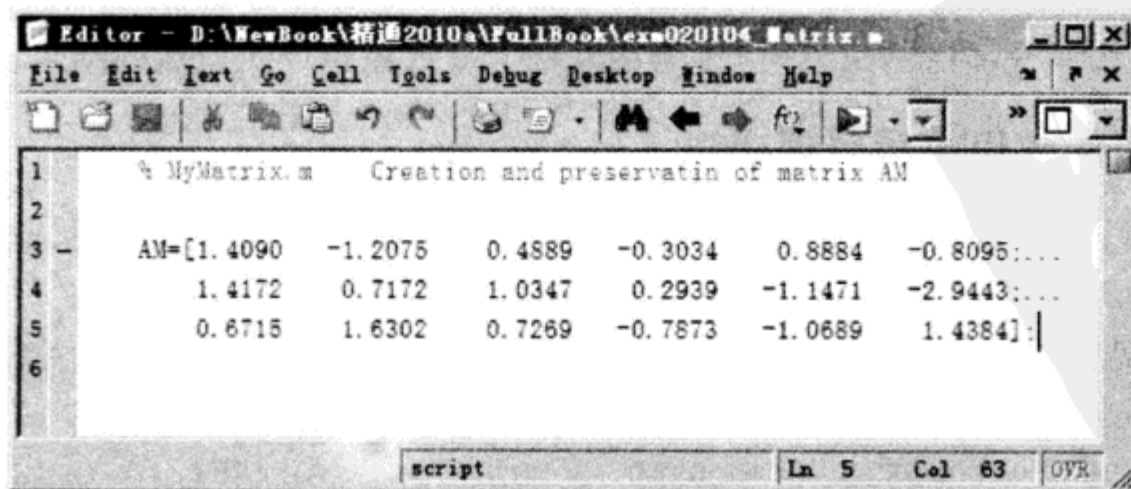 Editor - D:\NewBook\精通2010a\FullBook\exm020104_Matrix.m
File Edit Text Go Cell Tools Debug Desktop Window Help
1 % MyMatrix.m Creation and preservatin of matrix AM
2
3 - AM=[1.4090 -1.2075 0.4889 -0.3034 0.8884 -0.8095;...
4 1.4172 0.7172 1.0347 0.2939 -1.1471 -2.9443;...
5 0.6715 1.6302 0.7269 -0.7873 -1.0689 1.4384];
6
script Ln 5 Col 63 OVR